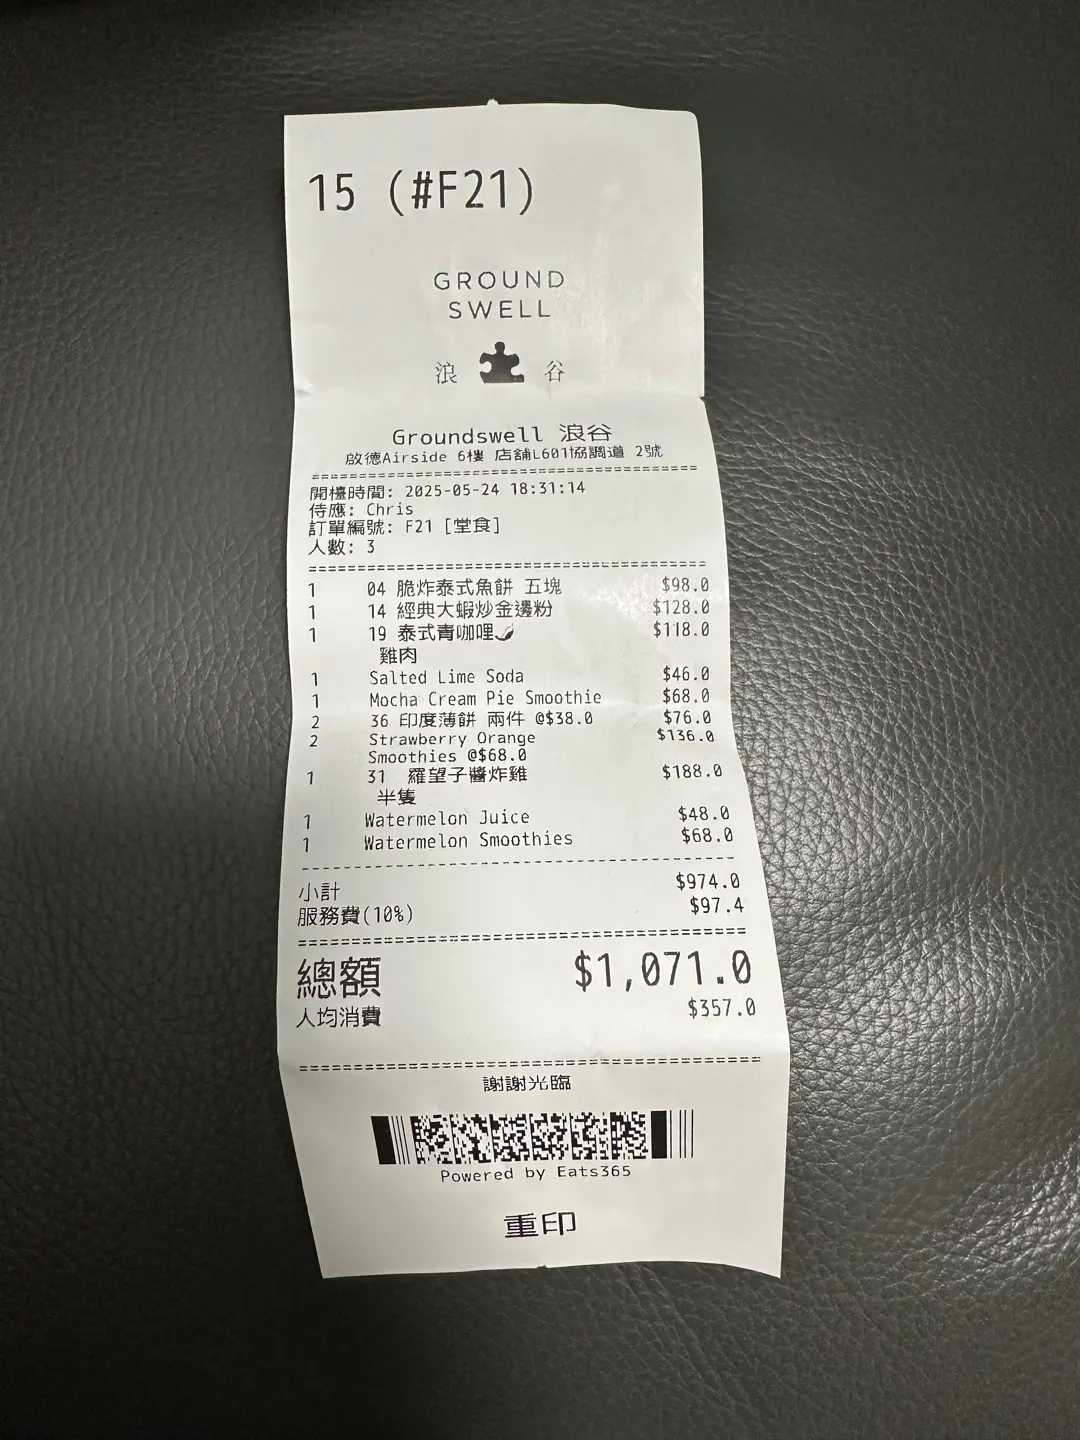 15 (#F21)
GROUND
SWELL
浪 谷
Groundswell 浪谷
啟德Airside 6樓 店舖L601協調道 2號
開檯時間: 2025-05-24 18:31:14
侍應: Chris
訂單編號: F21 [堂食]
人數: 3
1 04 脆炸泰式魚餅 五塊 $98.0
1 14 經典大蝦炒金邊粉 $128.0
1 19 泰式青咖哩🌶 $118.0
雞肉
1 Salted Lime Soda $46.0
1 Mocha Cream Pie Smoothie $68.0
2 36 印度薄餅 兩件 @$38.0 $76.0
2 Strawberry Orange $136.0
Smoothies @$68.0
1 31 羅望子醬炸雞 $188.0
半隻
1 Watermelon Juice $48.0
1 Watermelon Smoothies $68.0
小計 $974.0
服務費(10%) $97.4
總額 $1,071.0
人均消費 $357.0
謝謝光臨
Powered by Eats365
重印